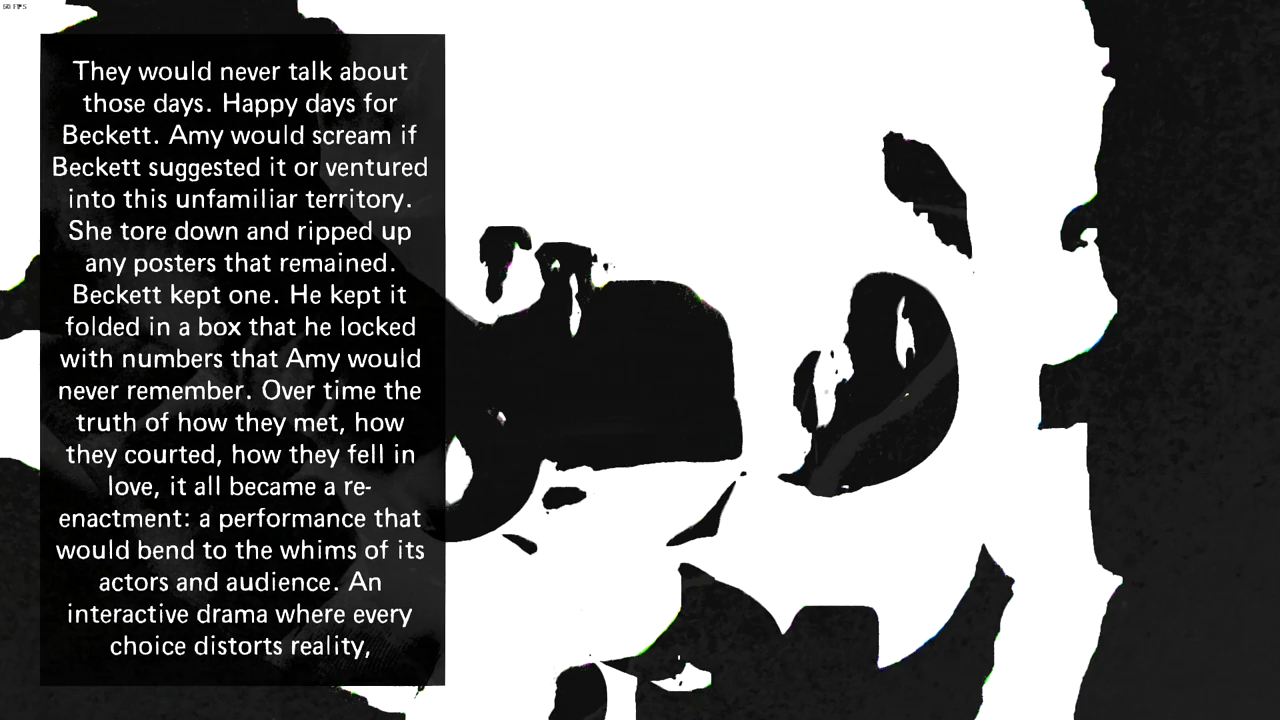 60 FPS
They would never talk about
those days. Happy days for
Beckett. Amy would scream if
Beckett suggested it or ventured
into this unfamiliar territory.
She tore down and ripped up
any posters that remained.
Beckett kept one. He kept it
folded in a box that he locked
with numbers that Amy would
never remember. Over time the
truth of how they met, how
they courted, how they fell in
love, it all became a re-
enactment: a performance that
would bend to the whims of its
actors and audience. An
interactive drama where every
choice distorts reality,